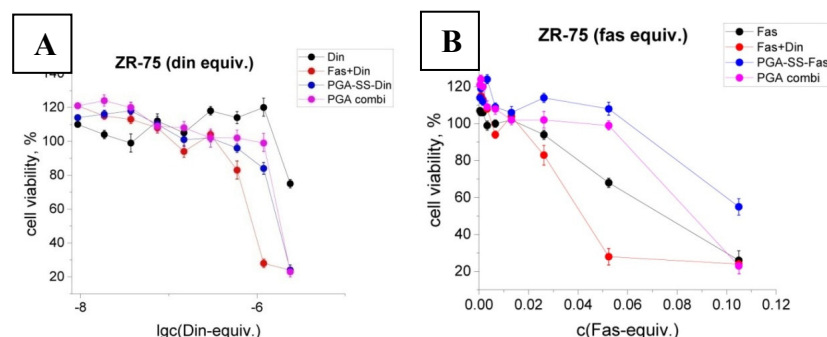 A
ZR-75 (din equiv.)
Din
Fas+Din
PGA-SS-Din
PGA combi
140
120
100
80
60
40
20
cell viability, %
-8
-6
lgc(Din-equiv.)
B
ZR-75 (fas equiv.)
Fas
Fas+Din
PGA-SS-Fas
PGA combi
120
100
80
60
40
20
cell viability, %
0.00
0.02
0.04
0.06
0.08
0.10
0.12
c(Fas-equiv.)